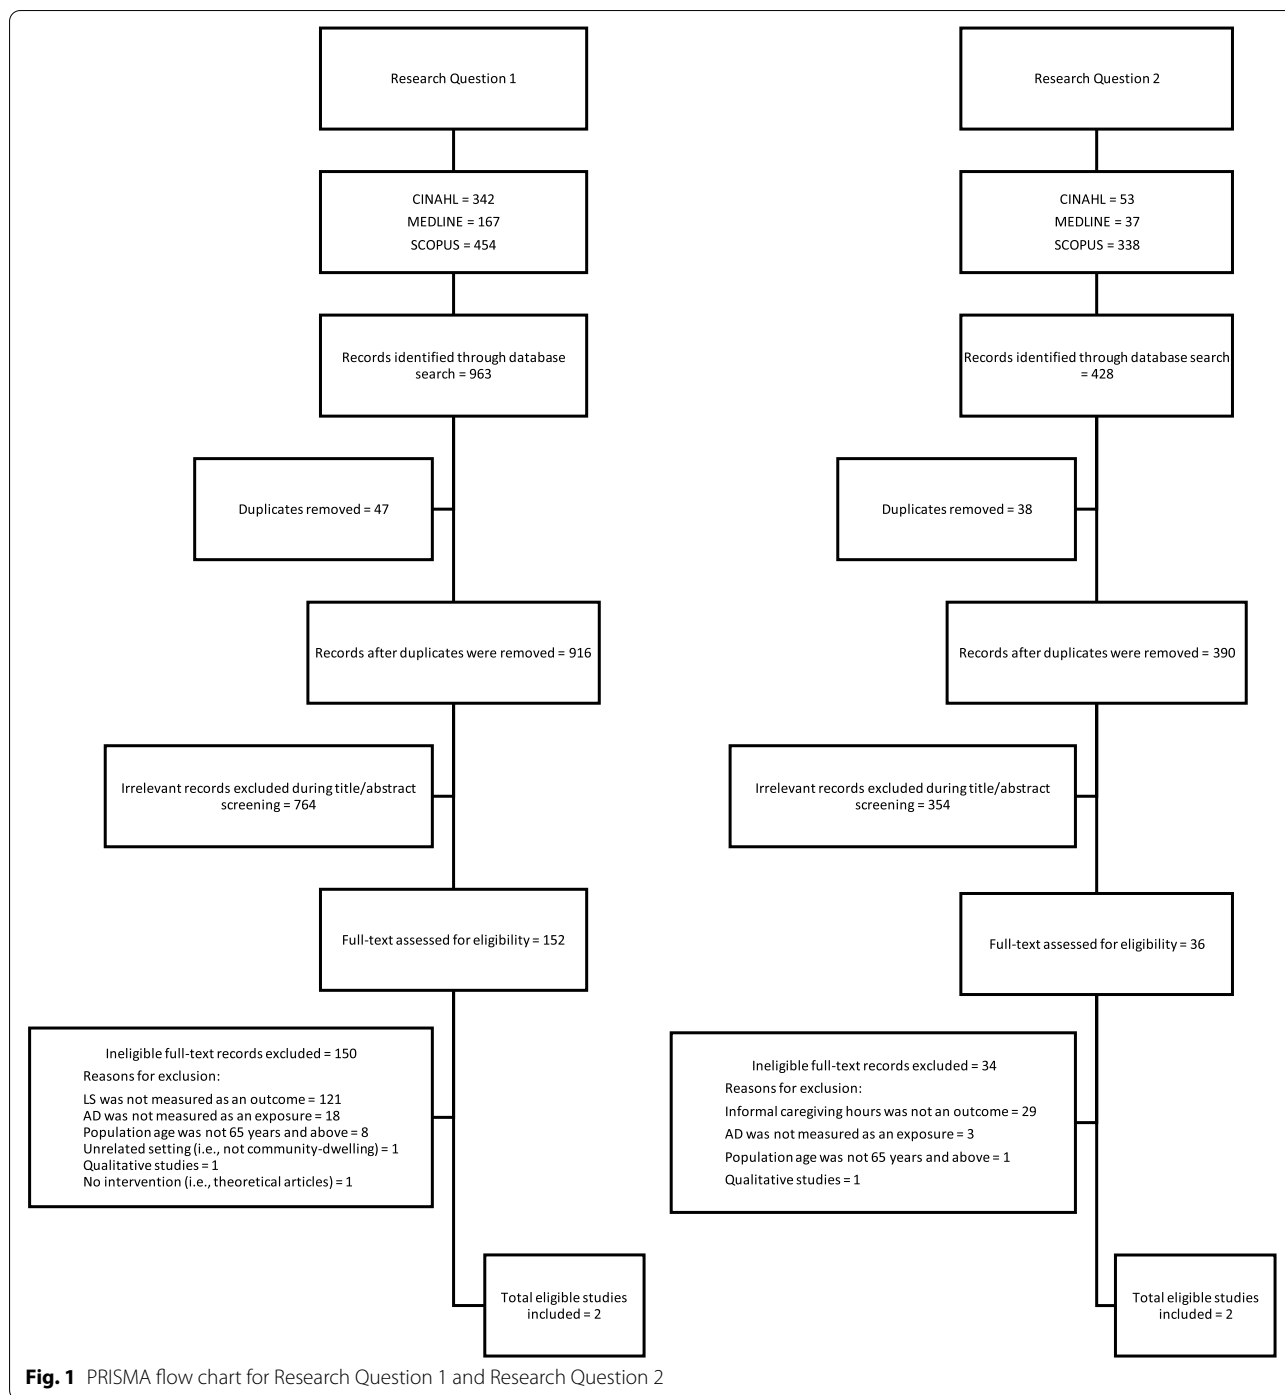 Research Question 1
CINAHL = 342
MEDLINE = 167
SCOPUS = 454
Records identified through database
search = 963
Duplicates removed = 47
Records after duplicates were removed = 916
Irrelevant records excluded during title/abstract
screening = 764
Full-text assessed for eligibility = 152
Ineligible full-text records excluded = 150
Reasons for exclusion:
LS was not measured as an outcome = 121
AD was not measured as an exposure = 18
Population age was not 65 years and above = 8
Unrelated setting (i.e., not community-dwelling) = 1
Qualitative studies = 1
No intervention (i.e., theoretical articles) = 1
Total eligible studies
included = 2
Research Question 2
CINAHL = 53
MEDLINE = 37
SCOPUS = 338
Records identified through database search
= 428
Duplicates removed = 38
Records after duplicates were removed = 390
Irrelevant records excluded during title/abstract
screening = 354
Full-text assessed for eligibility = 36
Ineligible full-text records excluded = 34
Reasons for exclusion:
Informal caregiving hours was not an outcome = 29
AD was not measured as an exposure = 3
Population age was not 65 years and above = 1
Qualitative studies = 1
Total eligible studies
included = 2
Fig. 1 PRISMA flow chart for Research Question 1 and Research Question 2